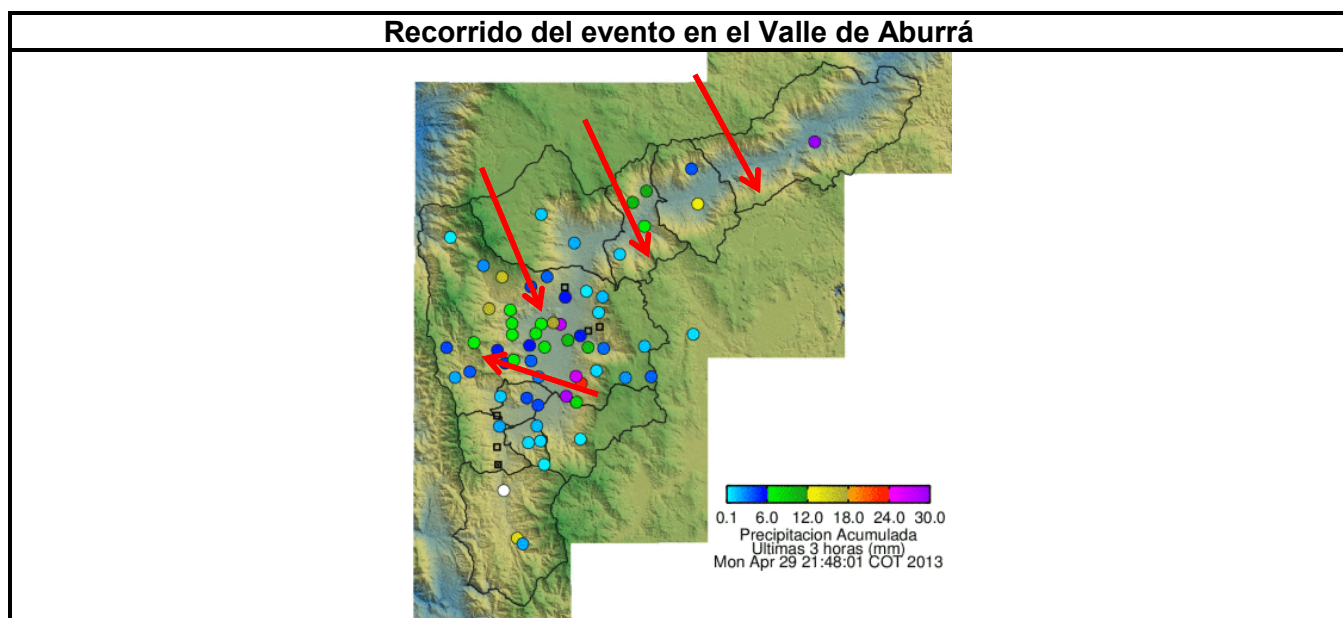 Recorrido del evento en el Valle de Aburrá
0.1 6.0 12.0 18.0 24.0 30.0
Precipitacion Acumulada
Ultimas 3 horas (mm)
Mon Apr 29 21:48:01 COT 2013